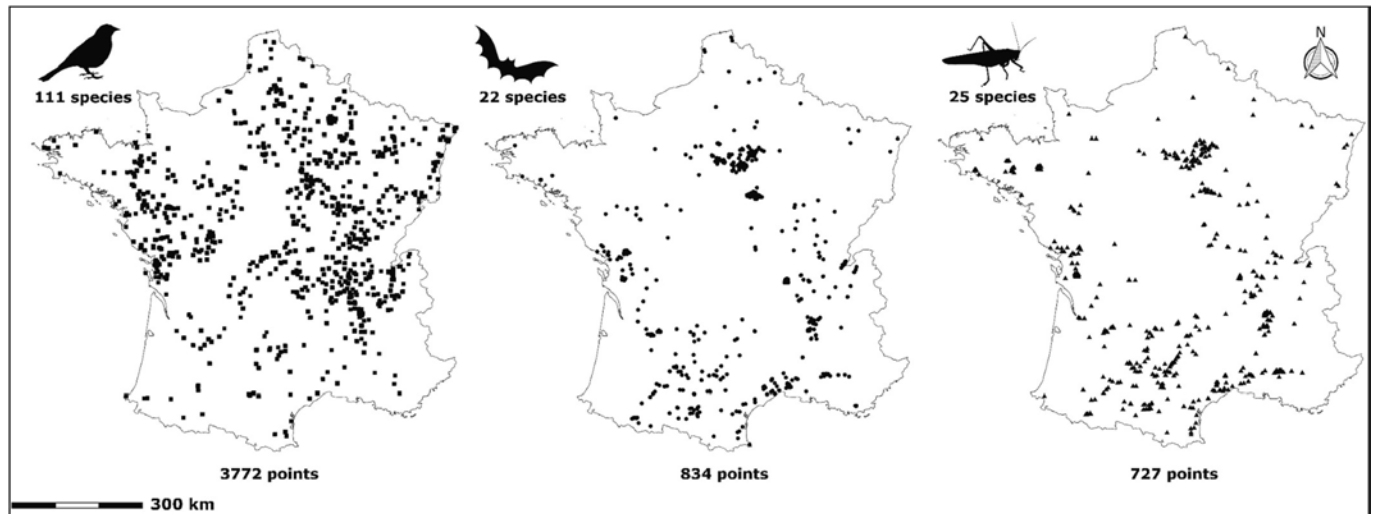 111 species
22 species
25 species
N
3772 points
834 points
727 points
300 km